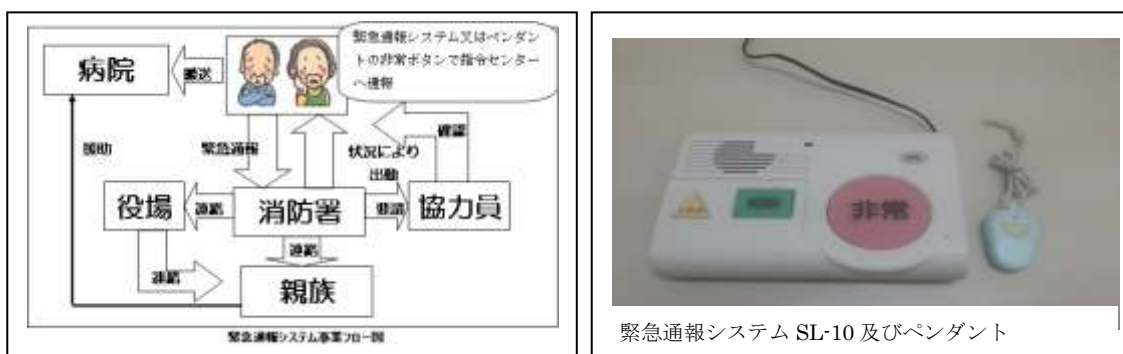 緊急通報システム又はペンダン
トの非常ボタンで指令センター
へ通報
病院
搬送
援助
緊急通報
状況により
出動
確認
役場
連絡
消防署
要請
協力員
連絡
連絡
親族
緊急通報システム事業フロー図
非常
緊急通報システム SL-10 及びペンダント